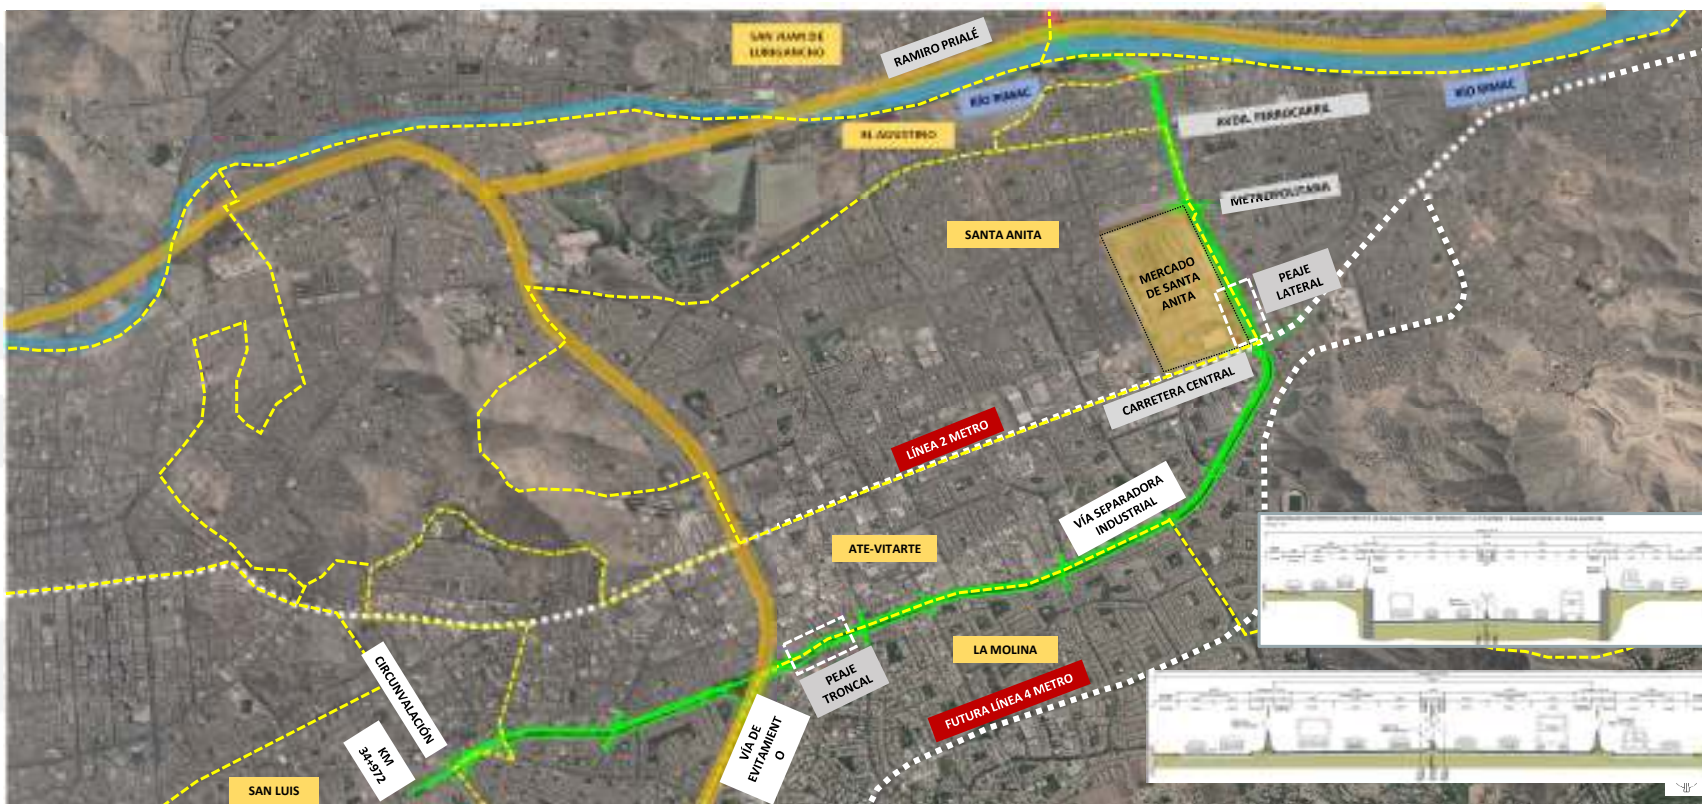 SAN JUAN DE
LURIGANCHO
RAMIRO PRIALÉ
RÍO RIMAC
RIO RIMAC
AVDA. FERROCARRIL
EL AGUSTINO
METROPOLITANA
SANTA ANITA
MERCADO
DE SANTA
ANITA
PEAJE
LATERAL
CARRETERA CENTRAL
LÍNEA 2 METRO
VÍA SEPARADORA
INDUSTRIAL
ATE-VITARTE
LA MOLINA
PEAJE
TRONCAL
FUTURA LÍNEA 4 METRO
CIRCUNVALACIÓN
VÍA DE
EVITAMIENT
O
KM
34+972
SAN LUIS